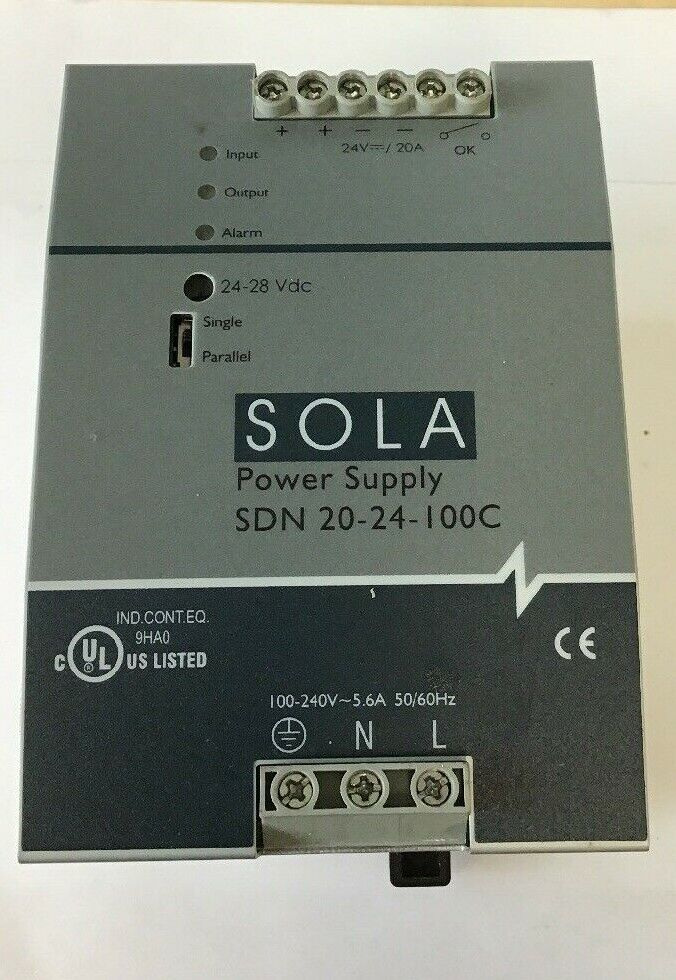 + + − −
24V⎓/ 20A
OK
Input
Output
Alarm
24-28 Vdc
Single
Parallel
SOLA
Power Supply
SDN 20-24-100C
IND.CONT.EQ.
9HA0
C UL ® US LISTED
CE
100-240V~5.6A 50/60Hz
N L